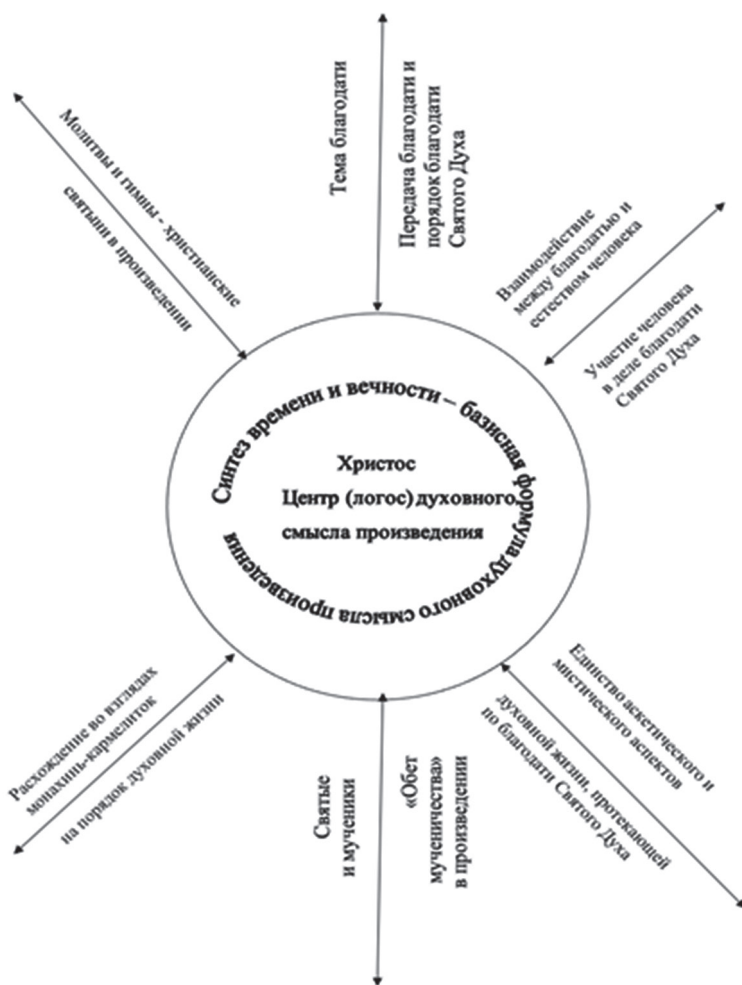 Тема благодати
Передача благодати и
порядок благодати
Святого Духа
Молитвы и гимны - христианские
святыни в произведении
Взаимодействие
между благодатью и
естеством человека
Участие человека
в деле благодати
Святого Духа
Синтез времени и вечности – базисная формула духовного смысла произведения
Христос
Центр (логос) духовного
смысла произведения
Расхождение во взглядах
монахинь-кармелиток
на порядок духовной жизни
Святые
и мученики
«Обет
мученичества»
в произведении
Единство аскетического и
мистического аспектов
духовной жизни, протекающей
по благодати Святого Духа